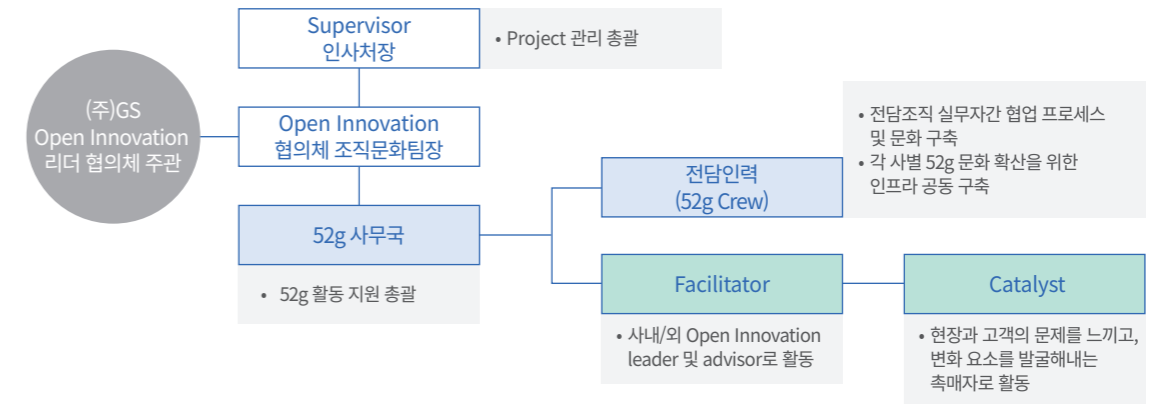 Supervisor
인사처장
• Project 관리 총괄
(주)GS
Open Innovation
리더 협의체 주관
Open Innovation
협의체 조직문화팀장
52g 사무국
• 52g 활동 지원 총괄
전담인력
(52g Crew)
• 전담조직 실무자간 협업 프로세스
및 문화 구축
• 각 사별 52g 문화 확산을 위한
인프라 공동 구축
Facilitator
• 사내/외 Open Innovation
leader 및 advisor로 활동
Catalyst
• 현장과 고객의 문제를 느끼고,
변화 요소를 발굴해내는
촉매자로 활동